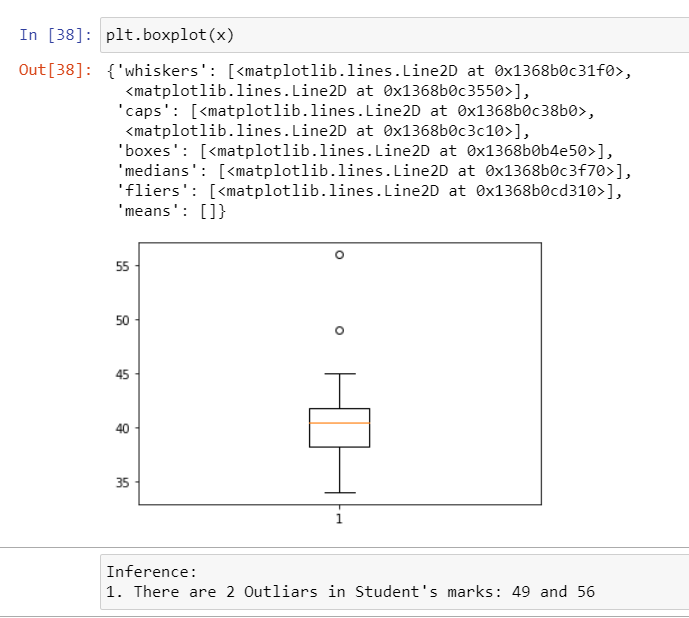 In [38]: plt.boxplot(x)
Out[38]: {'whiskers': [<matplotlib.lines.Line2D at 0x1368b0c31f0>,
<matplotlib.lines.Line2D at 0x1368b0c3550>],
'caps': [<matplotlib.lines.Line2D at 0x1368b0c38b0>,
<matplotlib.lines.Line2D at 0x1368b0c3c10>],
'boxes': [<matplotlib.lines.Line2D at 0x1368b0b4e50>],
'medians': [<matplotlib.lines.Line2D at 0x1368b0c3f70>],
'fliers': [<matplotlib.lines.Line2D at 0x1368b0cd310>],
'means': []}
55
50
45
40
35
1
Inference:
1. There are 2 Outliars in Student's marks: 49 and 56